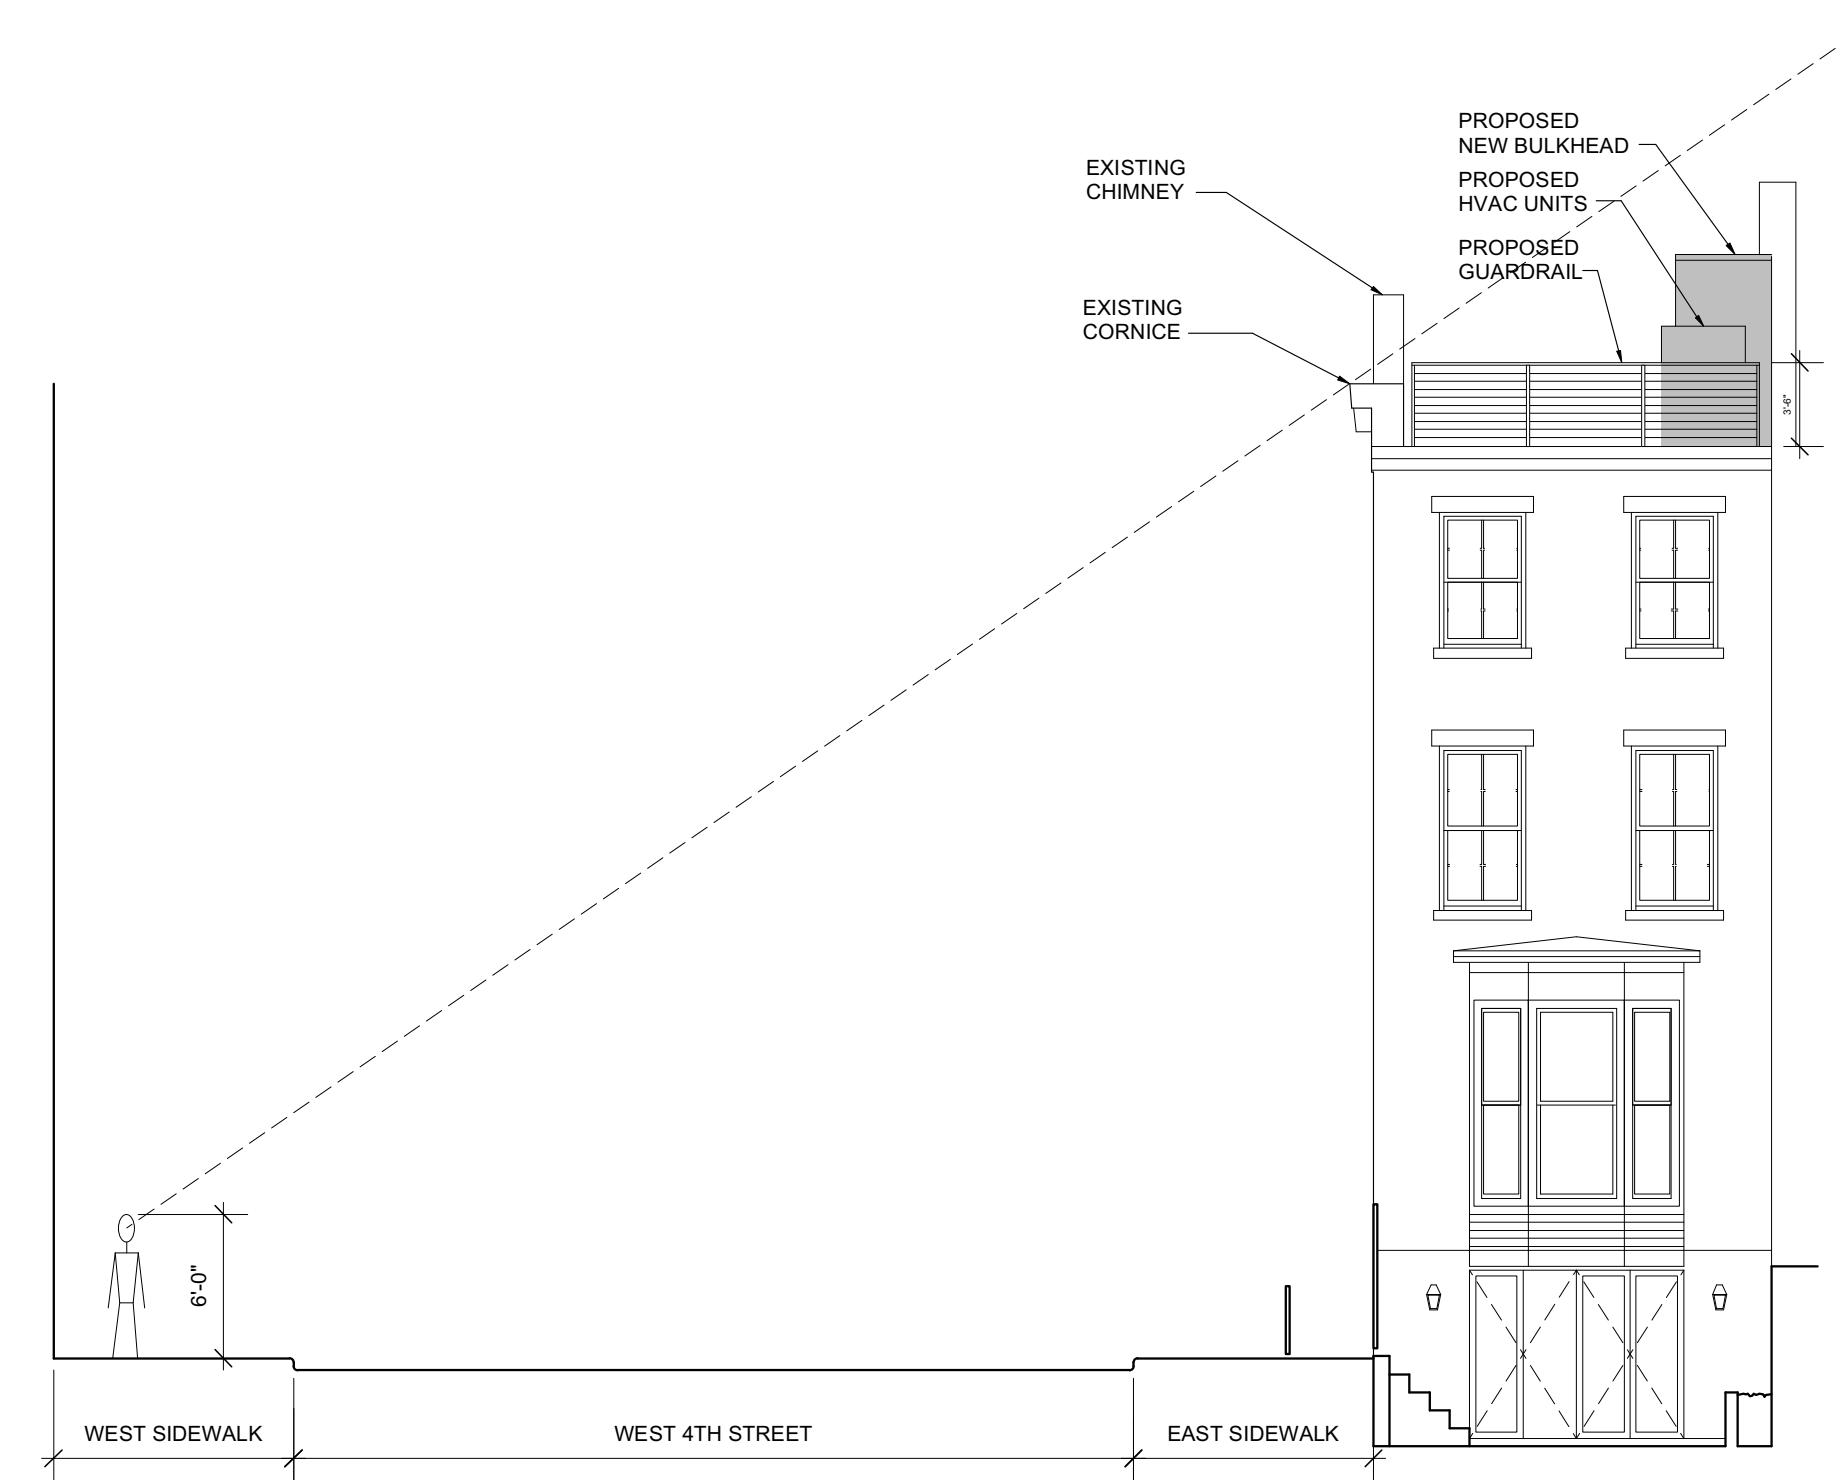 PROPOSED
NEW BULKHEAD
EXISTING
CHIMNEY
PROPOSED
HVAC UNITS
PROPOSED
GUARDRAIL
EXISTING
CORNICE
3'-6"
6'-0"
WEST SIDEWALK
WEST 4TH STREET
EAST SIDEWALK